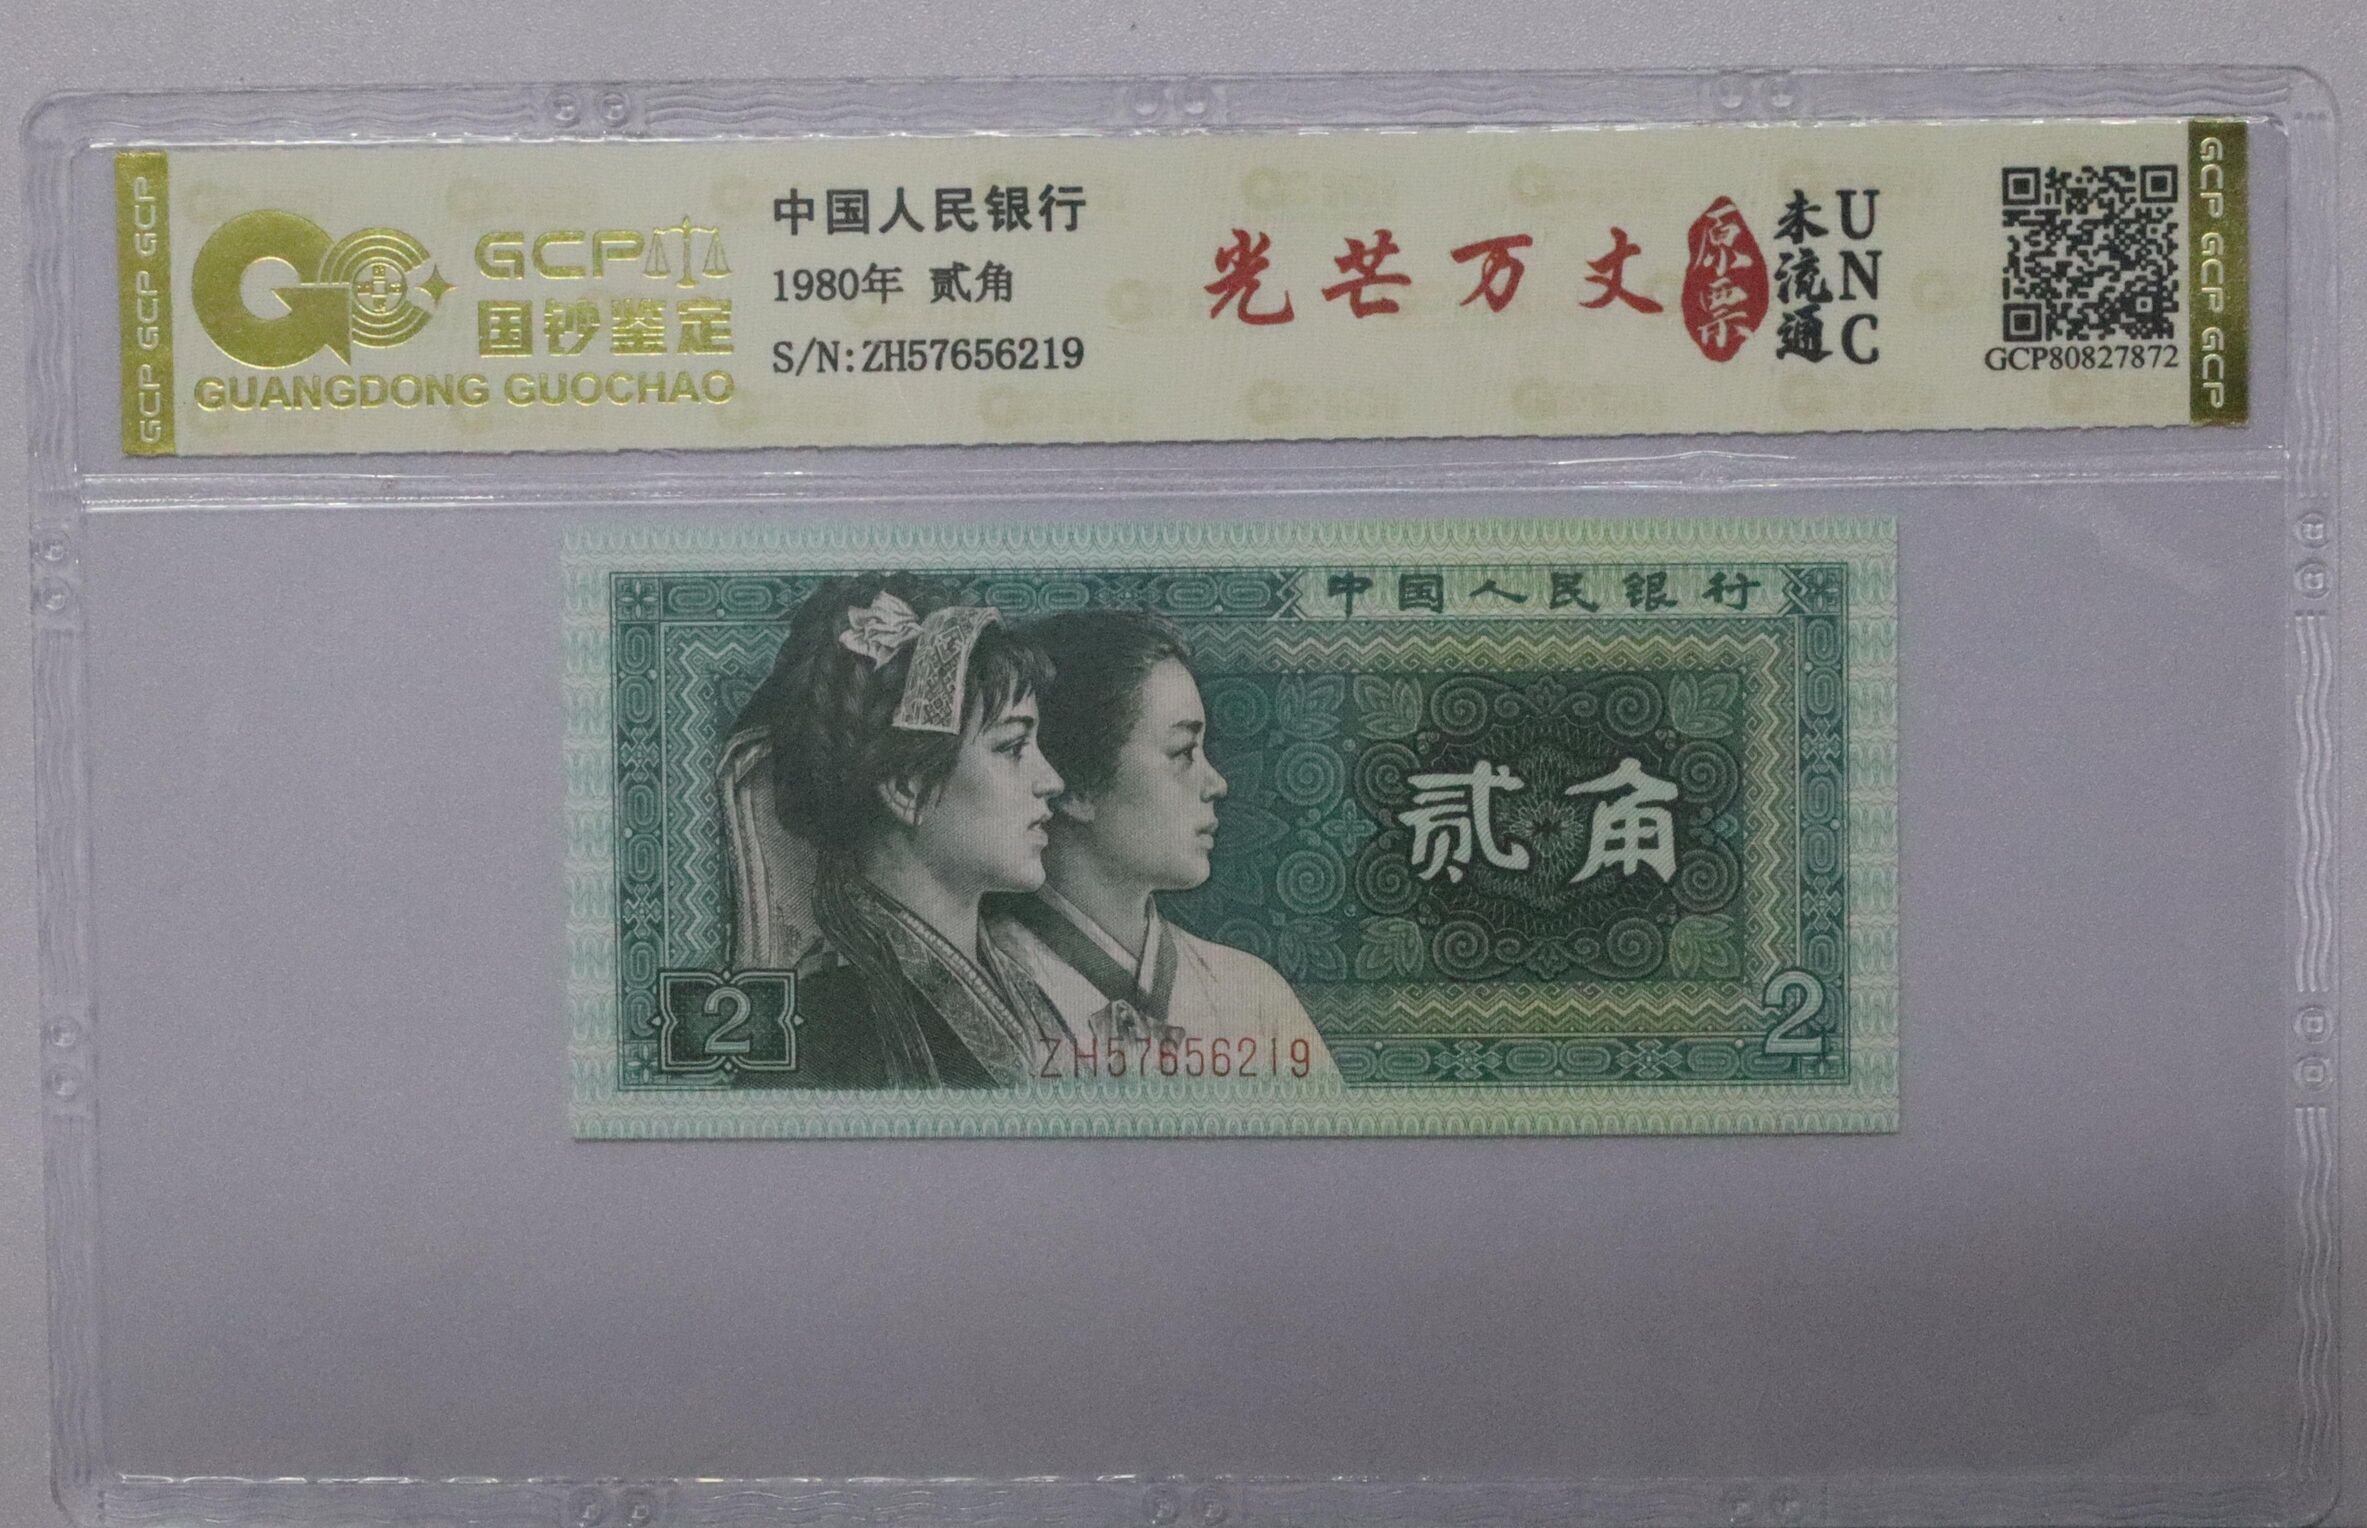 GCP GCP GCP
GCP
国钞鉴定
GUANGDONG GUOCHAO
中国人民银行
1980年 贰角
S/N:ZH57656219
光芒万丈
原票
未流通
UNC
GCP80827872
GCP GCP GCP
中国人民银行
贰角
2
2
ZH57656219